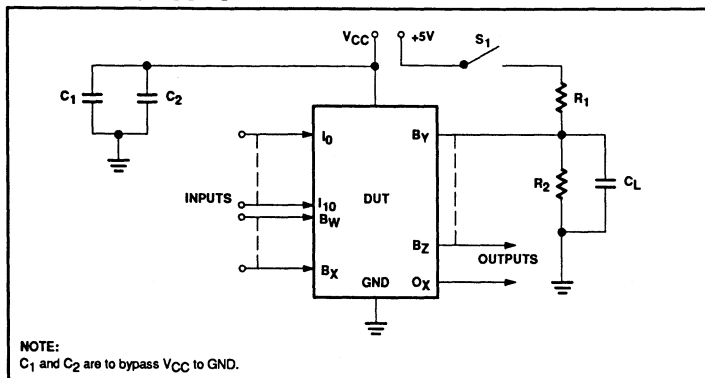 VCC +5V S1
C1 C2 R1
I0 BY
INPUTS I10 DUT R2 CL
BW
BZ
OUTPUTS
BX GND OX
NOTE:
C1 and C2 are to bypass VCC to GND.